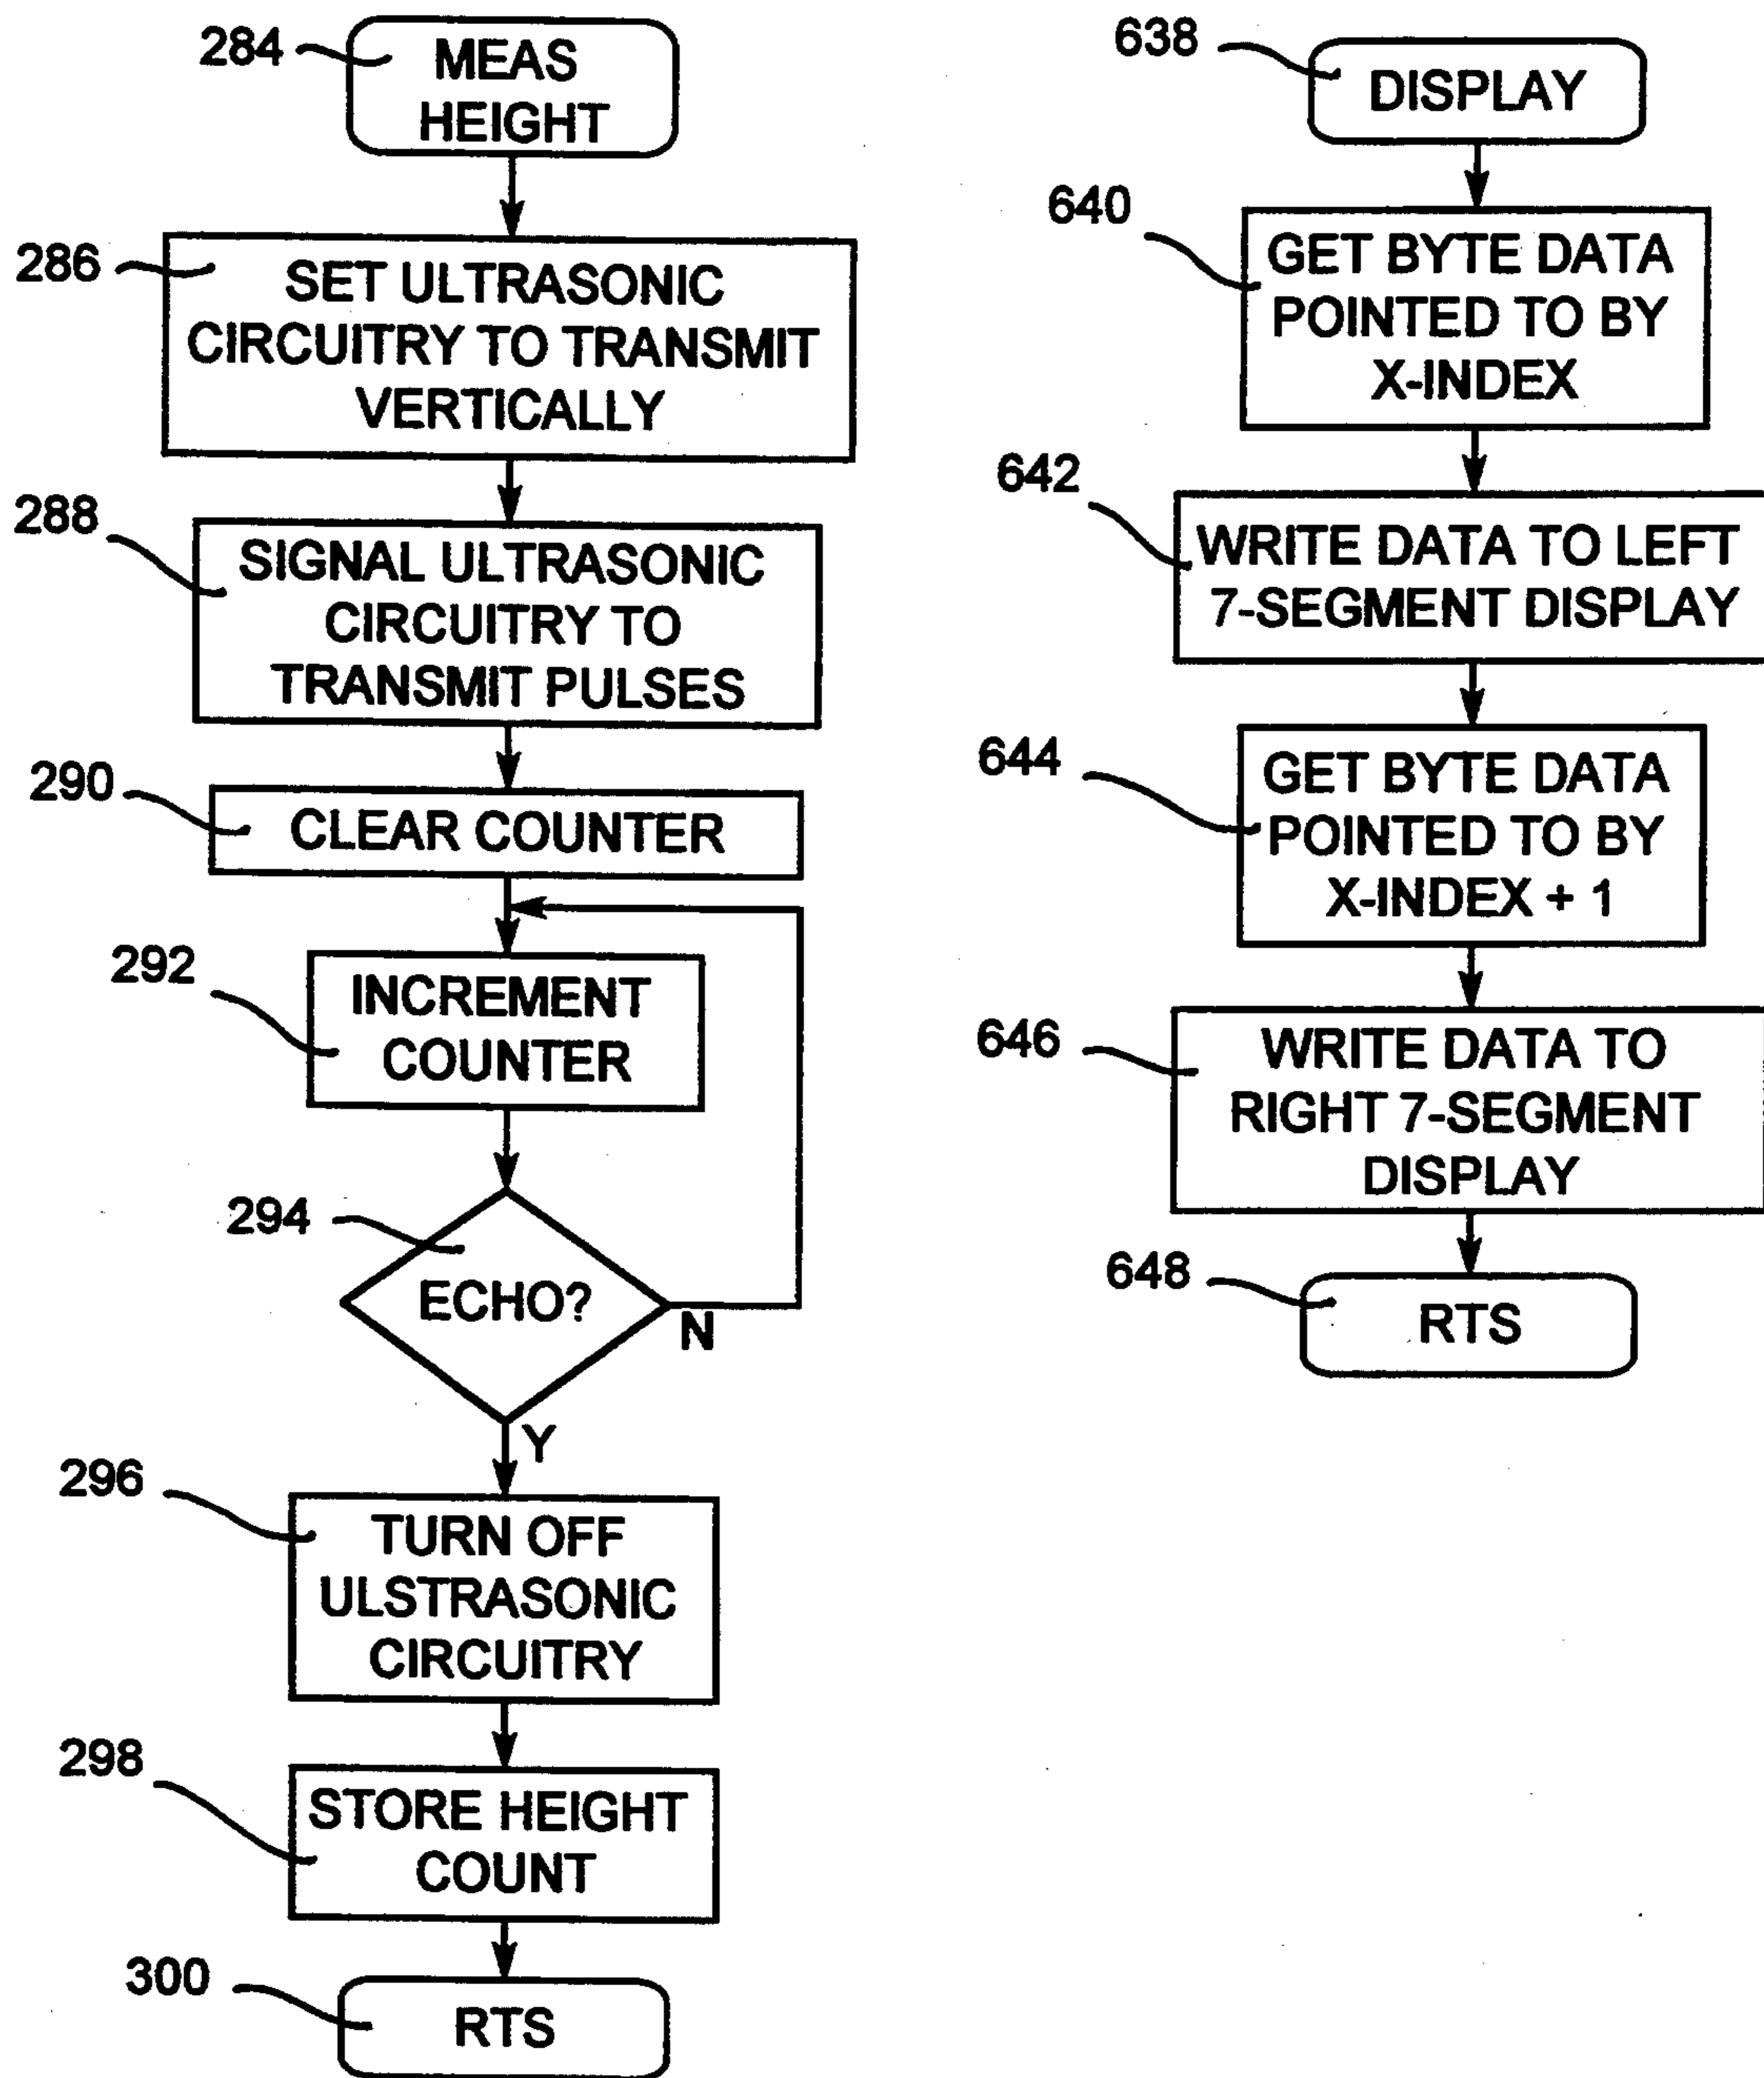 284
MEAS
HEIGHT
286
SET ULTRASONIC
CIRCUITRY TO TRANSMIT
VERTICALLY
288
SIGNAL ULTRASONIC
CIRCUITRY TO
TRANSMIT PULSES
290
CLEAR COUNTER
292
INCREMENT
COUNTER
294
ECHO?
N
Y
296
TURN OFF
ULSTRASONIC
CIRCUITRY
298
STORE HEIGHT
COUNT
300
RTS
638
DISPLAY
640
GET BYTE DATA
POINTED TO BY
X-INDEX
642
WRITE DATA TO LEFT
7-SEGMENT DISPLAY
644
GET BYTE DATA
POINTED TO BY
X-INDEX + 1
646
WRITE DATA TO
RIGHT 7-SEGMENT
DISPLAY
648
RTS